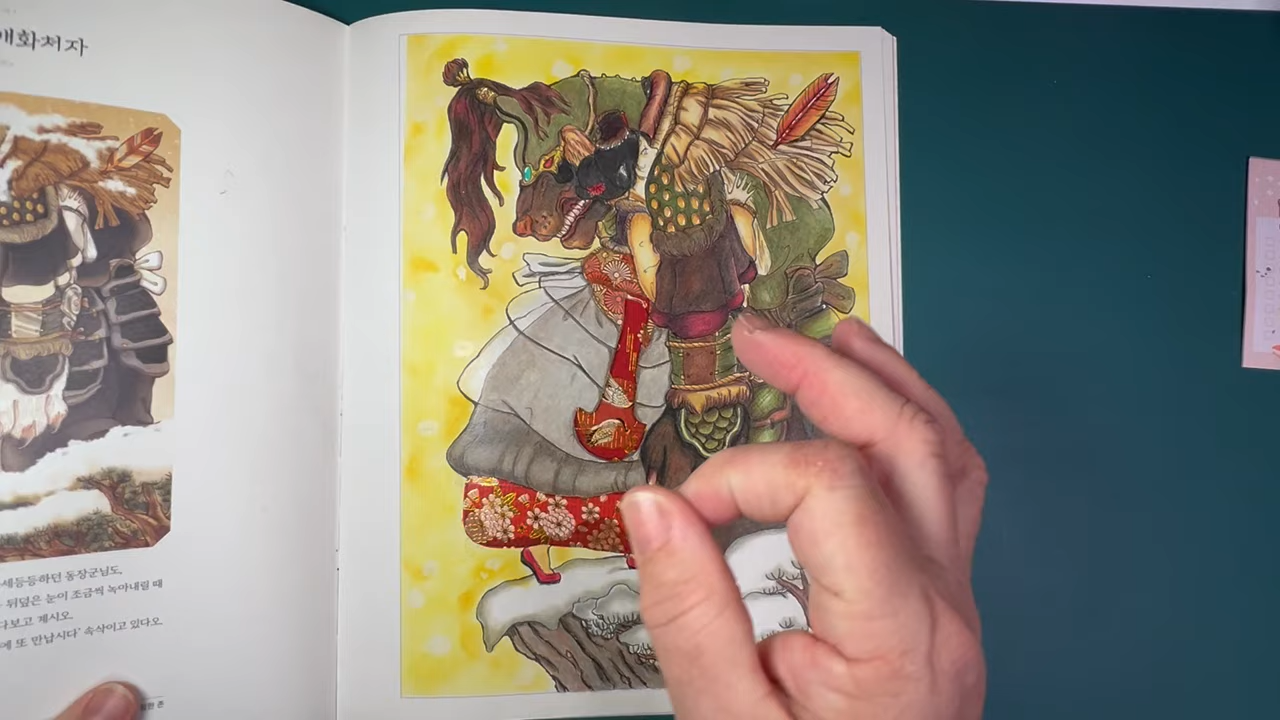 매화처자
세등등하던 동장군님도,
뒤덮은 눈이 조금씩 녹아내릴 때
다보고 계시오.
또 만납시다' 속삭이고 있다오